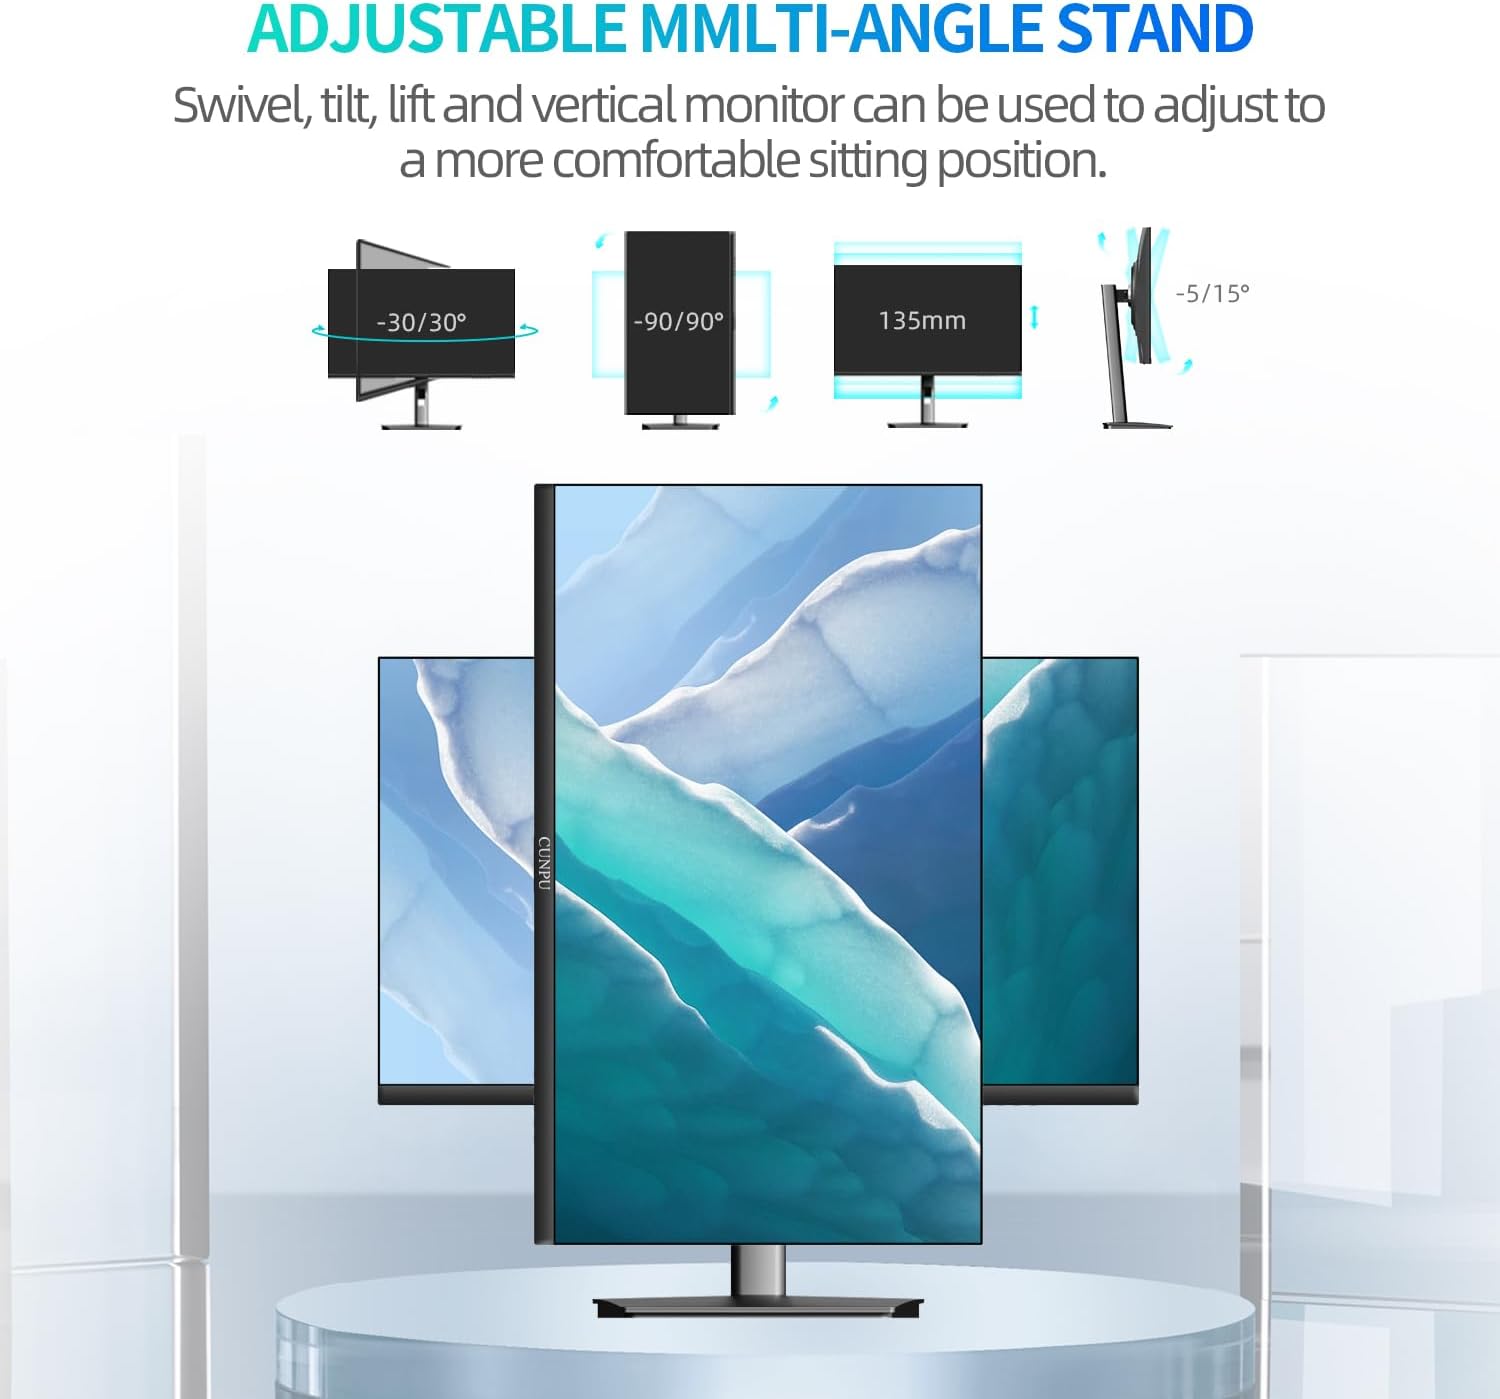 ADJUSTABLE MMLTI-ANGLE STAND
Swivel, tilt, lift and vertical monitor can be used to adjust to
a more comfortable sitting position.
-30/30°
-90/90°
135mm
-5/15°
CUNPU